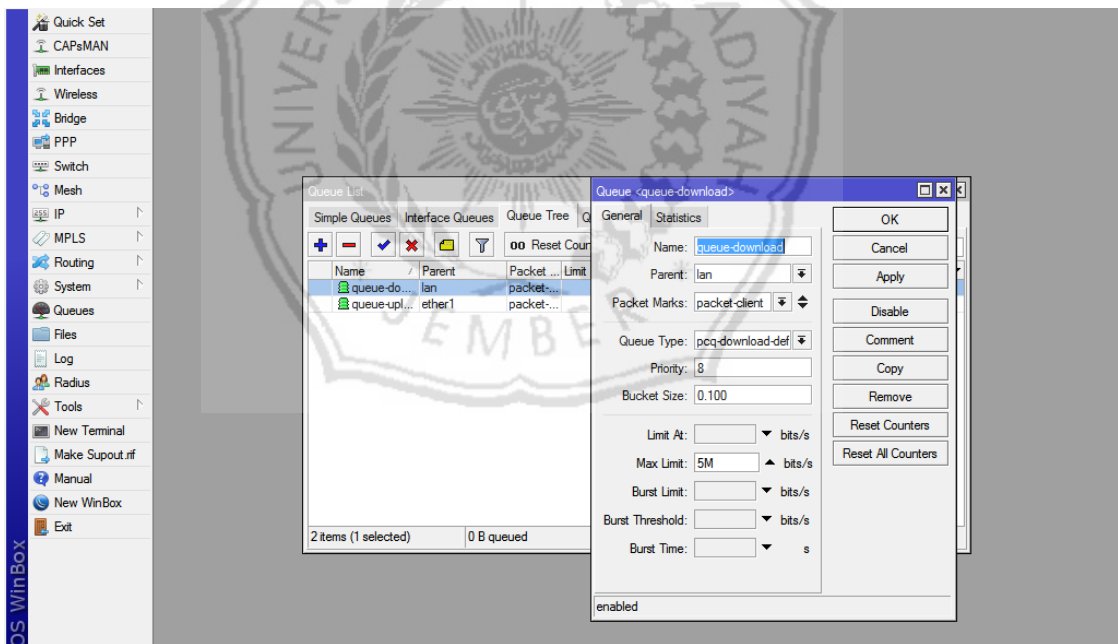 Quick Set
CAPsMAN
Interfaces
Wireless
Bridge
PPP
Switch
Mesh
IP
MPLS
Routing
System
Queues
Files
Log
Radius
Tools
New Terminal
Make Supout.rif
Manual
New WinBox
Exit
OS WinBox
Queue List
Simple Queues Interface Queues Queue Tree Q
00 Reset Cour
Name / Parent Packet ... Limit
queue-do... lan packet-...
queue-upl... ether1 packet-...
2 items (1 selected) 0 B queued
Queue <queue-download>
General Statistics
Name: queue-download
Parent: lan
Packet Marks: packet-client
Queue Type: pcq-download-def
Priority: 8
Bucket Size: 0.100
Limit At: bits/s
Max Limit: 5M bits/s
Burst Limit: bits/s
Burst Threshold: bits/s
Burst Time: s
enabled
OK
Cancel
Apply
Disable
Comment
Copy
Remove
Reset Counters
Reset All Counters
JEMBER